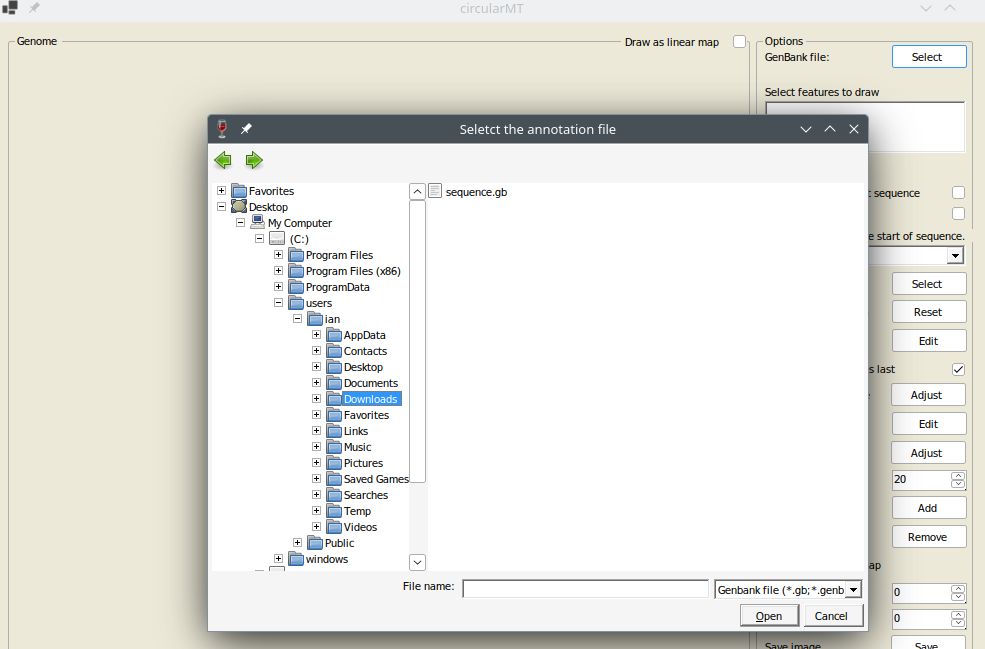 circularMT
Genome
Draw as linear map
Options
GenBank file:
Select
Select features to draw
Seletct the annotation file
Favorites
Desktop
My Computer
(C:)
Program Files
Program Files (x86)
ProgramData
users
ian
AppData
Contacts
Desktop
Documents
Downloads
Favorites
Links
Music
Pictures
Saved Games
Searches
Temp
Videos
Public
windows
sequence.gb
File name:
Genbank file (*.gb;*.genb
Open
Cancel
t sequence
e start of sequence.
Select
Reset
Edit
s last
Adjust
Edit
Adjust
20
Add
Remove
ap
0
0
Save image
Save